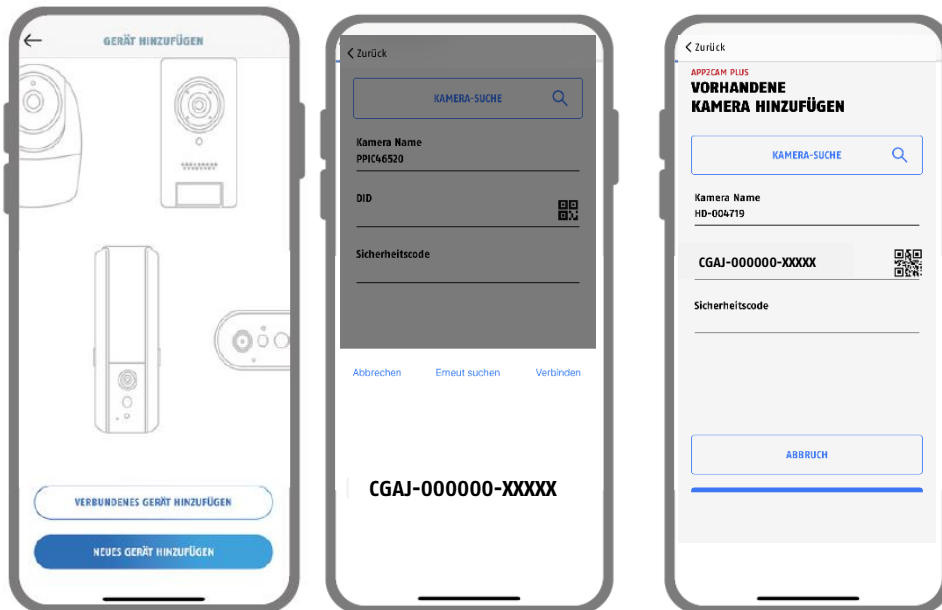 GERÄT HINZUFÜGEN
VERBUNDENES GERÄT HINZUFÜGEN
NEUES GERÄT HINZUFÜGEN
Zurück
KAMERA-SUCHE
Kamera Name
PPIC46520
DID
Sicherheitscode
Abbrechen Erneut suchen Verbinden
CGAJ-000000-XXXXX
Zurück
APP2CAM PLUS
VORHANDENE
KAMERA HINZUFÜGEN
KAMERA-SUCHE
Kamera Name
HD-004719
CGAJ-000000-XXXXX
Sicherheitscode
ABBRUCH